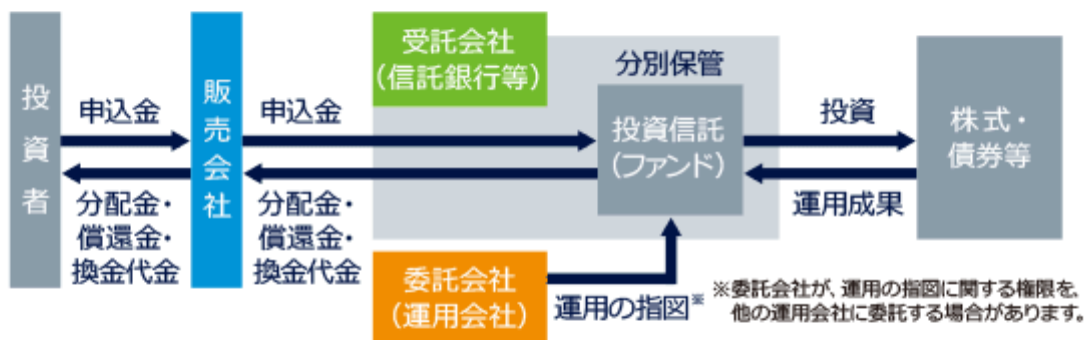 投資者
申込金
分配金・
償還金・
換金代金
販売会社
申込金
分配金・
償還金・
換金代金
受託会社
（信託銀行等）
分別保管
投資信託
（ファンド）
委託会社
（運用会社）
運用の指図※
投資
運用成果
株式・
債券等
※委託会社が、運用の指図に関する権限を、
他の運用会社に委託する場合があります。